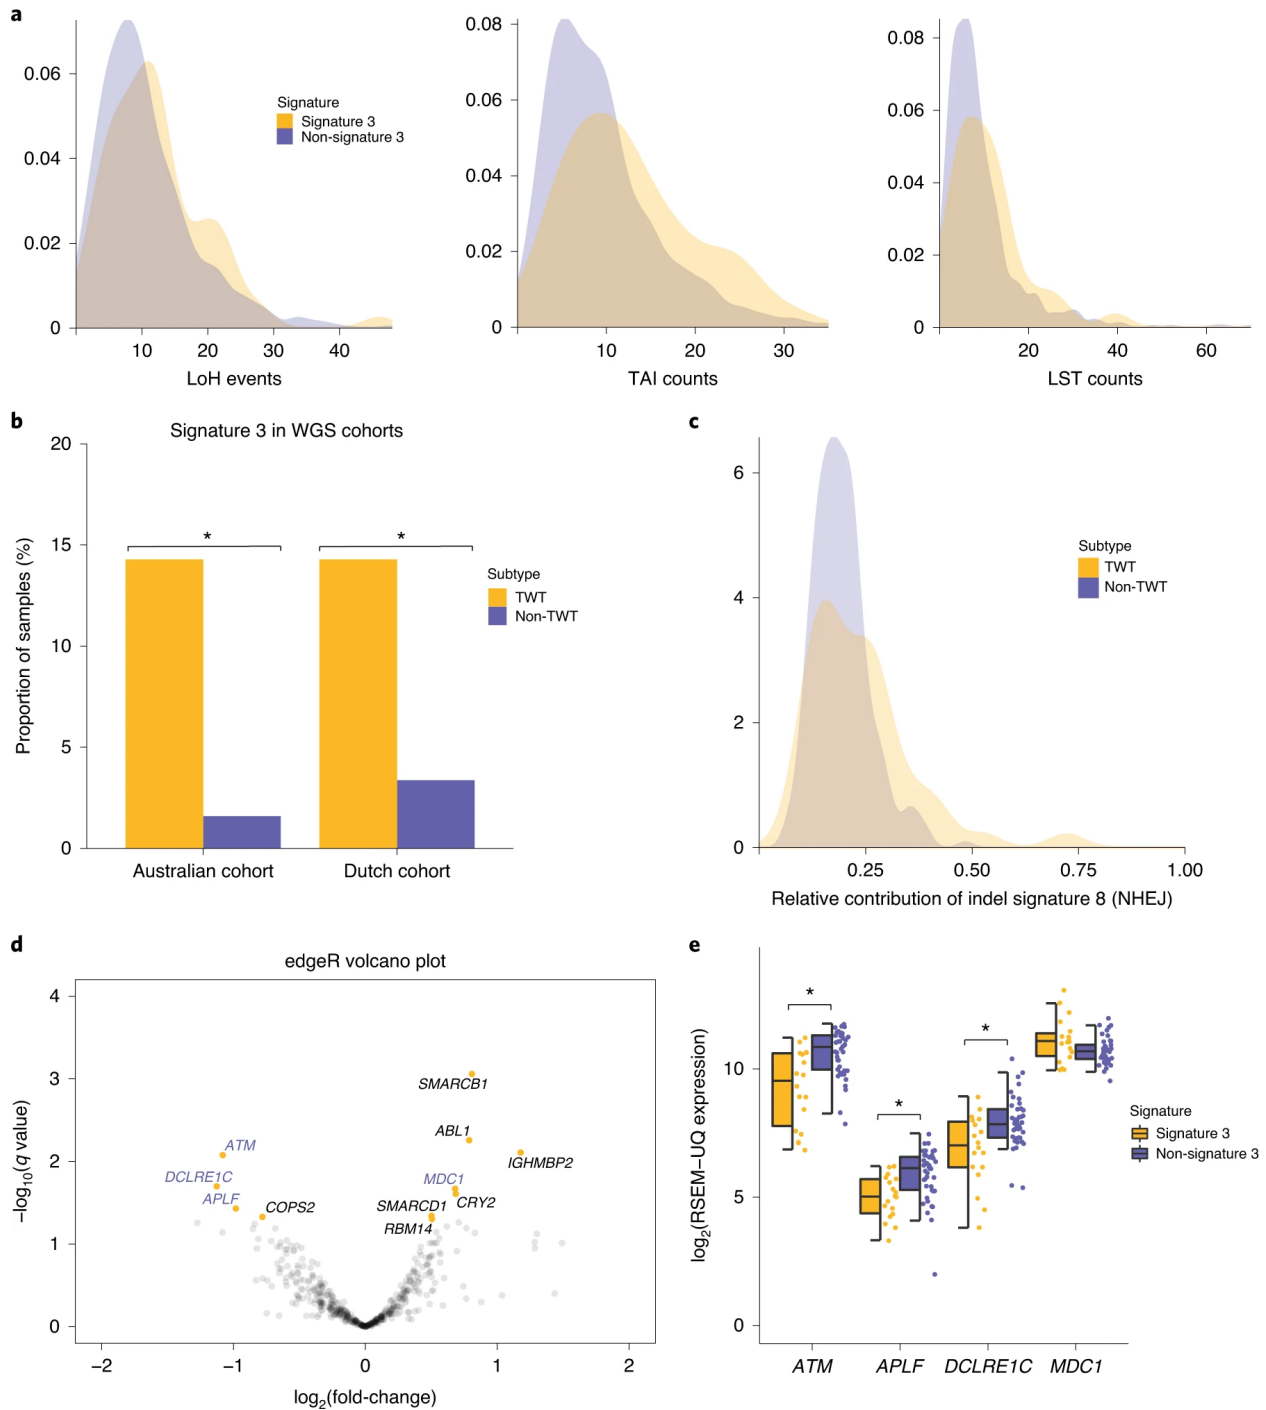 a
0.06
0.04
0.02
0
10 20 30 40
LoH events
Signature
Signature 3
Non-signature 3
0.08
0.06
0.04
0.02
0
10 20 30
TAI counts
0.08
0.06
0.04
0.02
0
20 40 60
LST counts
b
Signature 3 in WGS cohorts
Proportion of samples (%)
20
15
10
5
0
* *
Australian cohort Dutch cohort
Subtype
TWT
Non-TWT
c
6
4
2
0
0.25 0.50 0.75 1.00
Relative contribution of indel signature 8 (NHEJ)
Subtype
TWT
Non-TWT
d
edgeR volcano plot
–log10(q value)
4
3
2
1
0
SMARCB1
ABL1
ATM
IGHMBP2
DCLRE1C
MDC1
APLF
COPS2
SMARCD1
CRY2
RBM14
–2 –1 0 1 2
log2(fold-change)
e
log2(RSEM–UQ expression)
10
5
0
* * *
ATM APLF DCLRE1C MDC1
Signature
Signature 3
Non-signature 3